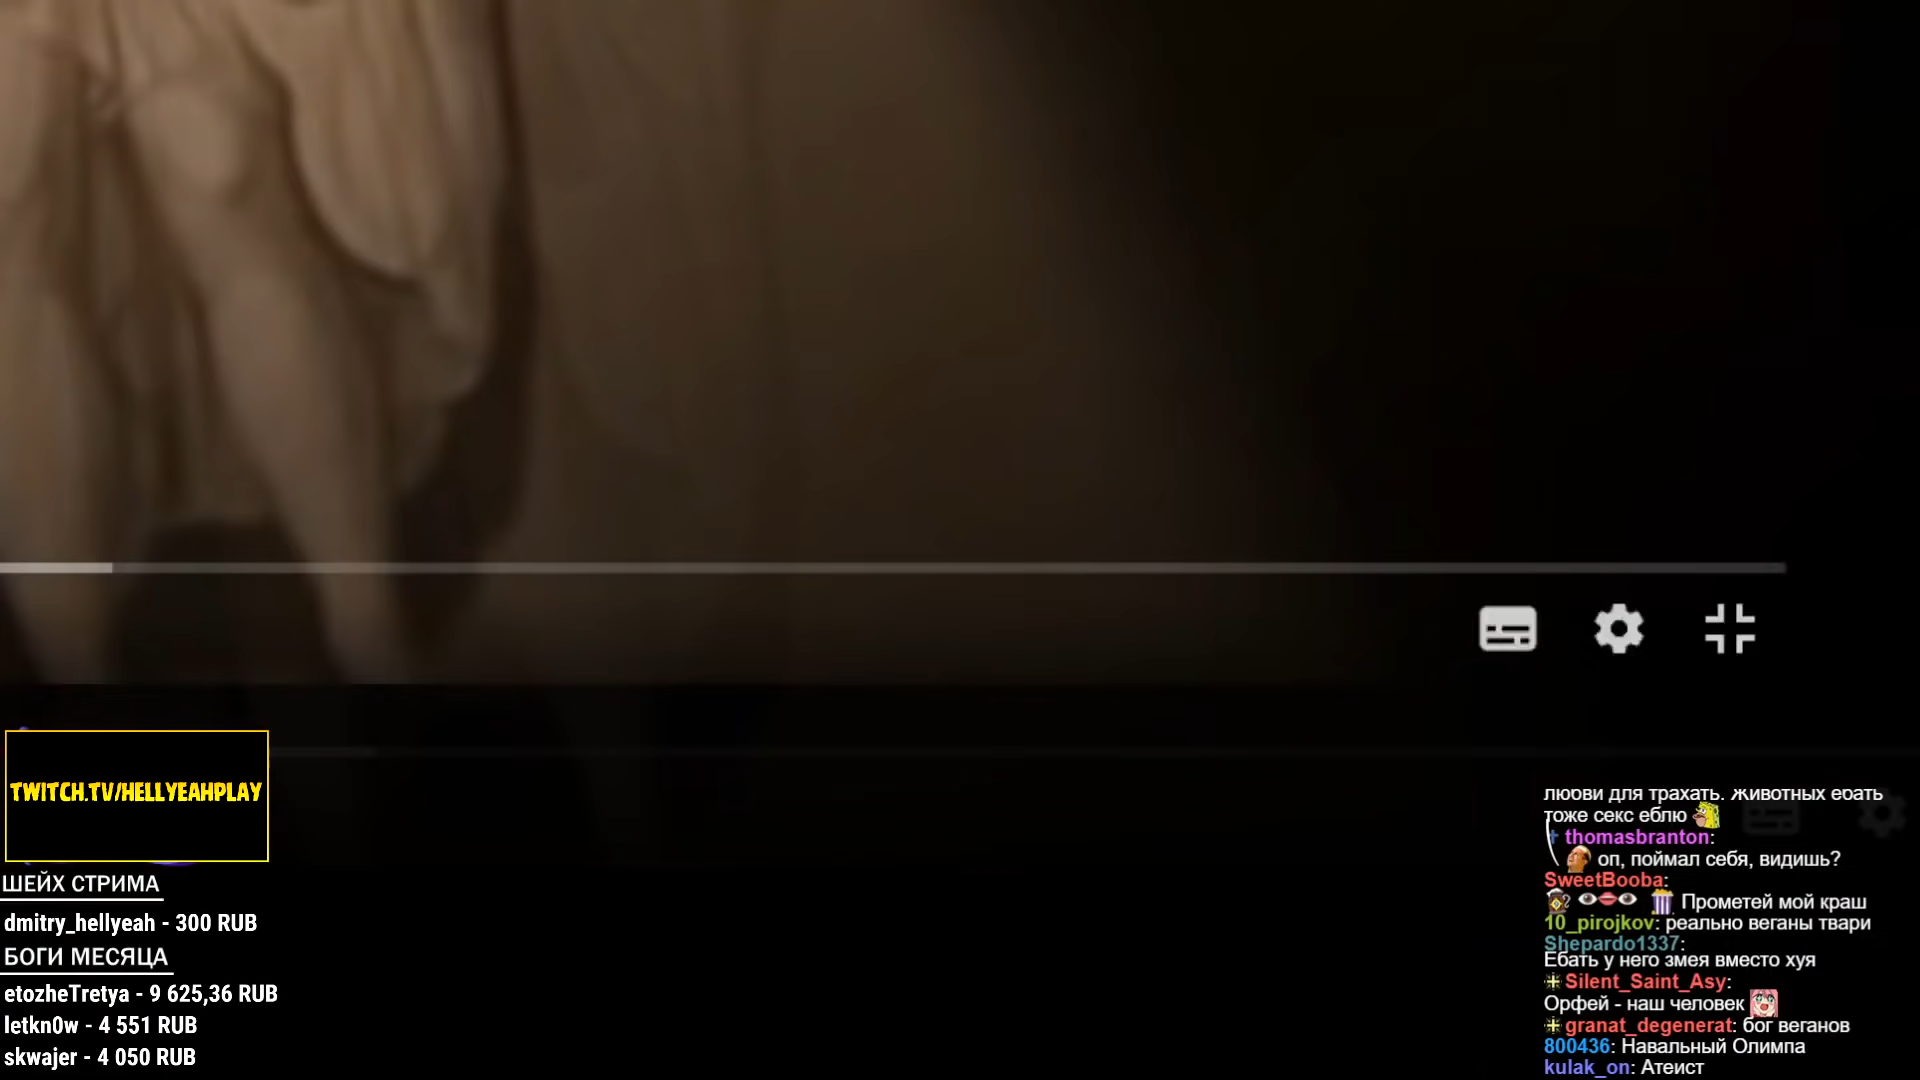 TWITCH.TV/HELLYEAHPLAY
ШЕЙХ СТРИМА
dmitry_hellyeah - 300 RUB
БОГИ МЕСЯЦА
etozheTretya - 9 625,36 RUB
letkn0w - 4 551 RUB
skwajer - 4 050 RUB
любви для трахать. Животных ебать
тоже секс еблю
thomasbranton:
оп, поймал себя, видишь?
SweetBooba:
Прометей мой краш
10_pirojkov: реально веганы твари
Shepardo1337:
Ебать у него змея вместо хуя
Silent_Saint_Asy:
Орфей - наш человек
granat_degenerat: бог веганов
800436: Навальный Олимпа
kulak_on: Атеист